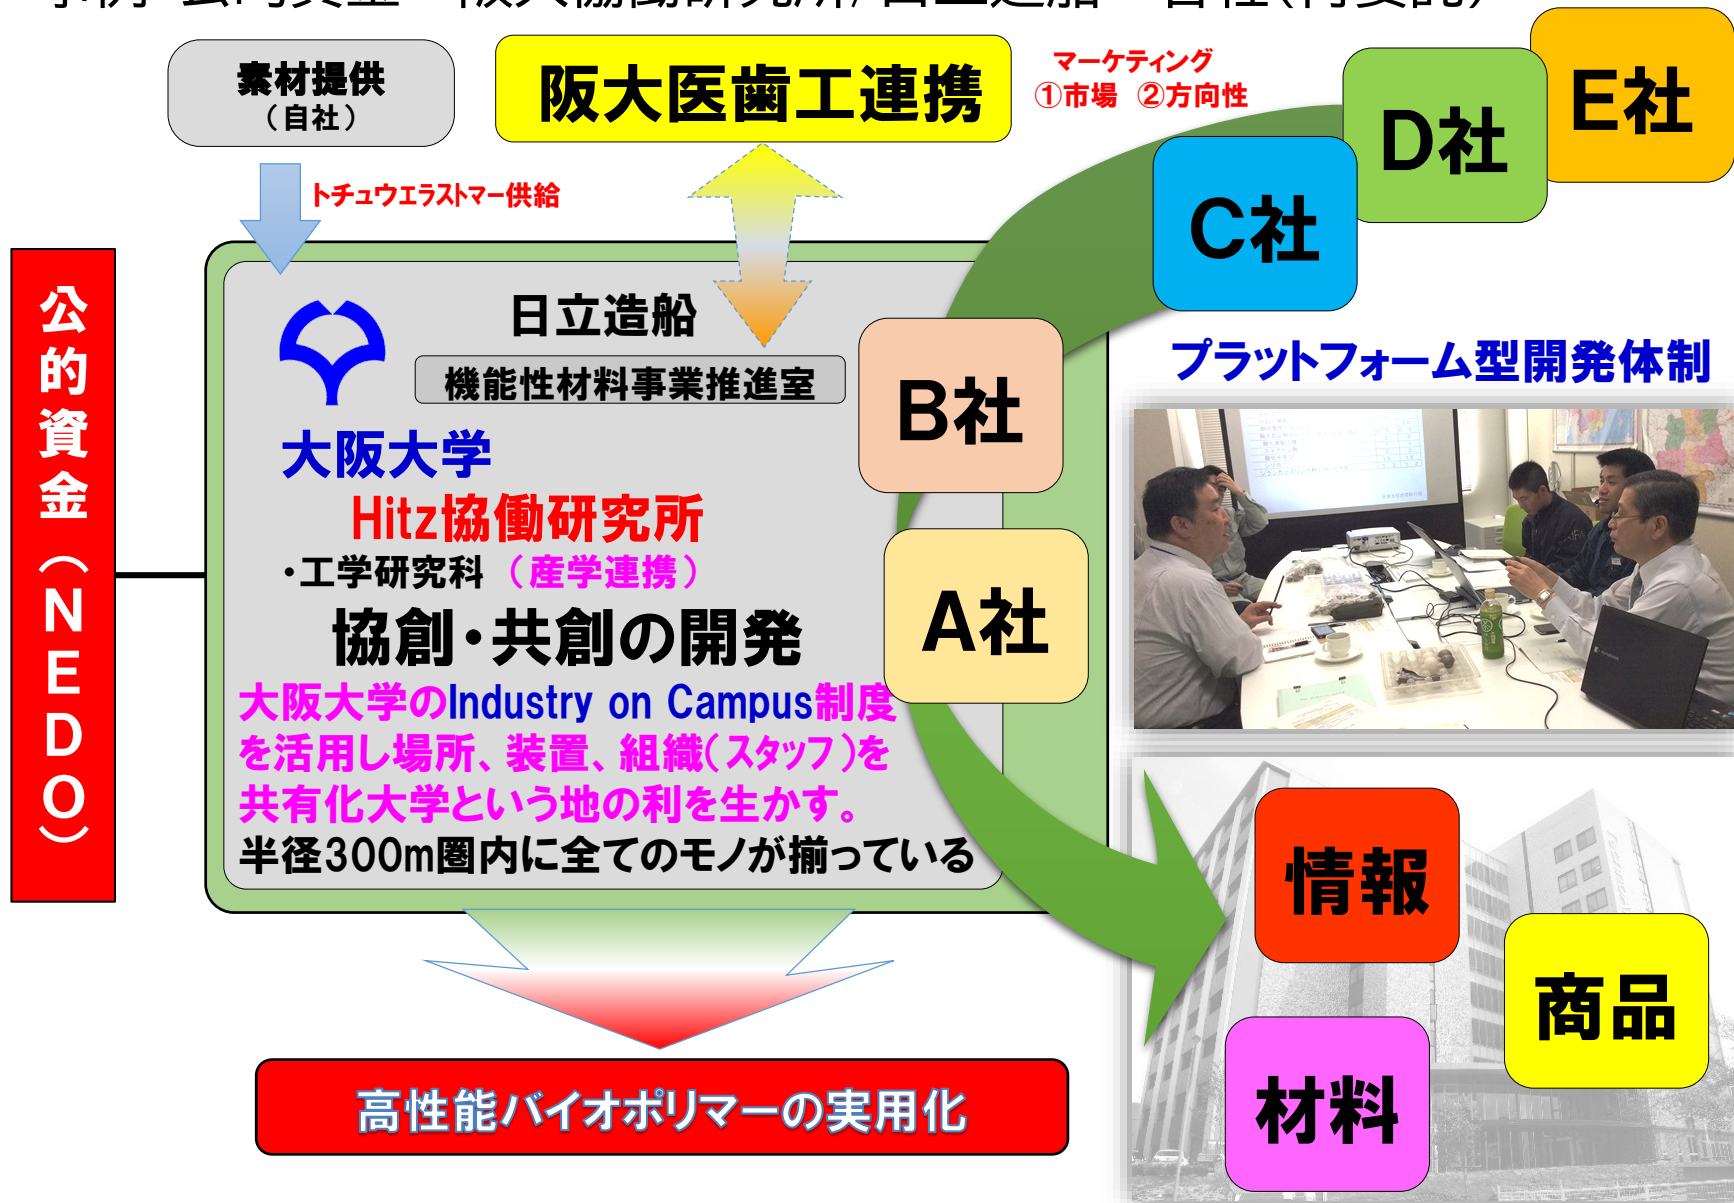 素材提供
（自社）
阪大医歯工連携
マーケティング
①市場　②方向性
E社
D社
C社
トチュウエラストマー供給
公的資金（NEDO）
日立造船
機能性材料事業推進室
B社
プラットフォーム型開発体制
大阪大学
Hitz協働研究所
・工学研究科（産学連携）
A社
協創・共創の開発
大阪大学のIndustry on Campus制度
を活用し場所、装置、組織（スタッフ）を
共有化大学という地の利を生かす。
半径300m圏内に全てのモノが揃っている
情報
商品
材料
高性能バイオポリマーの実用化